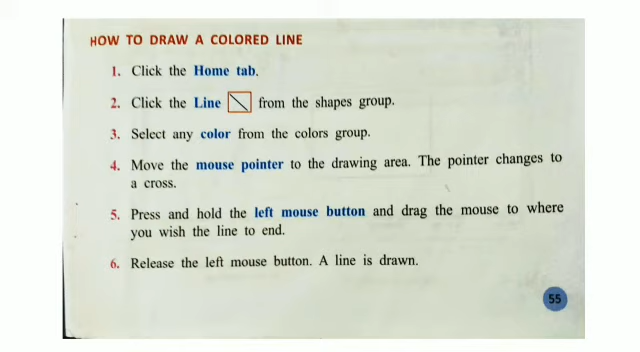 HOW TO DRAW A COLORED LINE
1. Click the Home tab.
2. Click the Line from the shapes group.
3. Select any color from the colors group.
4. Move the mouse pointer to the drawing area. The pointer changes to
a cross.
5. Press and hold the left mouse button and drag the mouse to where
you wish the line to end.
6. Release the left mouse button. A line is drawn.
55